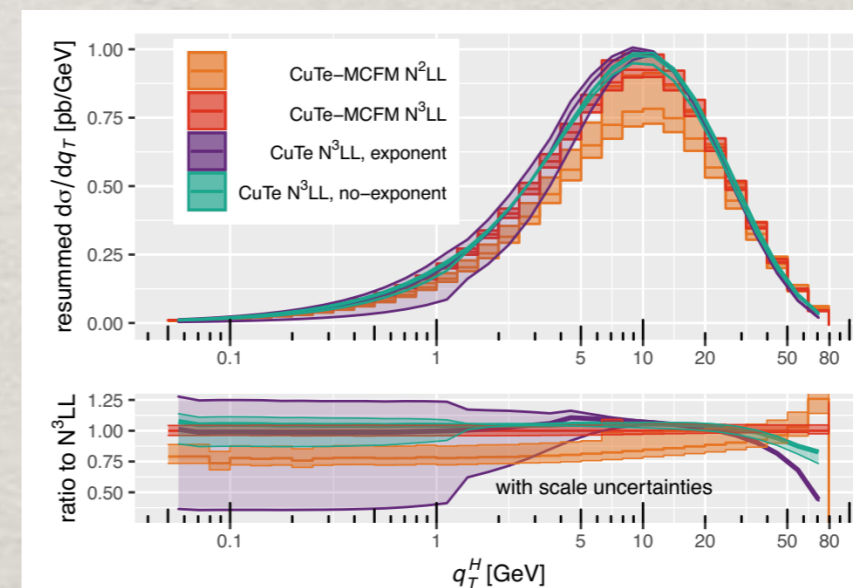 resummed dσ/dq_T [pb/GeV]
1.00
0.75
0.50
0.25
0.00
CuTe−MCFM N²LL
CuTe−MCFM N³LL
CuTe N³LL, exponent
CuTe N³LL, no−exponent
0.1 1 5 10 20 50 80
ratio to N³LL
1.25
1.00
0.75
0.50
with scale uncertainties
0.1 1 5 10 20 50 80
q_T^H [GeV]